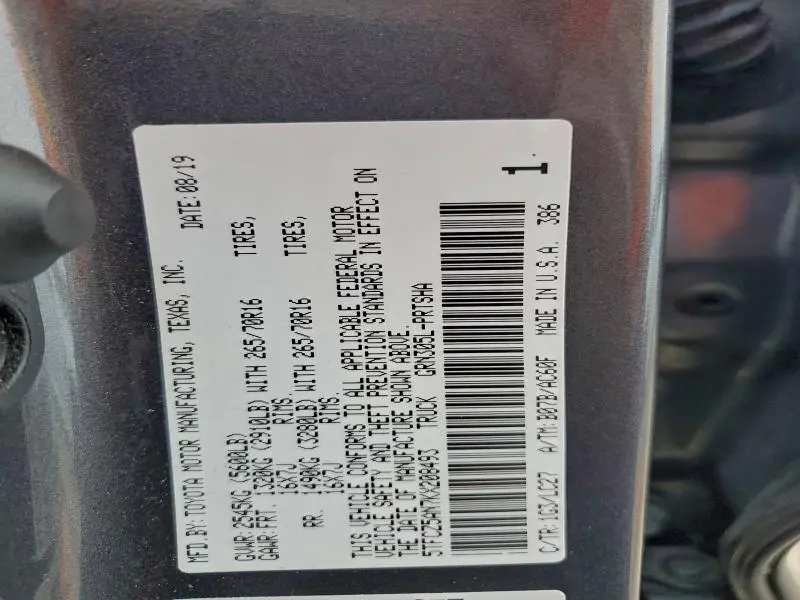 MFD.BY: TOYOTA MOTOR MANUFACTURING, TEXAS, INC. DATE: 08/19
GVWR: 2545KG (5600LB)
GAWR: FRT. 1320KG (2910LB) WITH 265/70R16 TIRES,
16X7J RIMS.
RR. 1490KG (3280LB) WITH 265/70R16 TIRES,
16X7J RIMS.
THIS VEHICLE CONFORMS TO ALL APPLICABLE FEDERAL MOTOR
VEHICLE SAFETY AND THEFT PREVENTION STANDARDS IN EFFECT ON
THE DATE OF MANUFACTURE SHOWN ABOVE.
TRUCK GRN305L-PRTSHA
C/TR: 1G3/LC27 A/TM: B07B/AC60F MADE IN U.S.A. 386
1